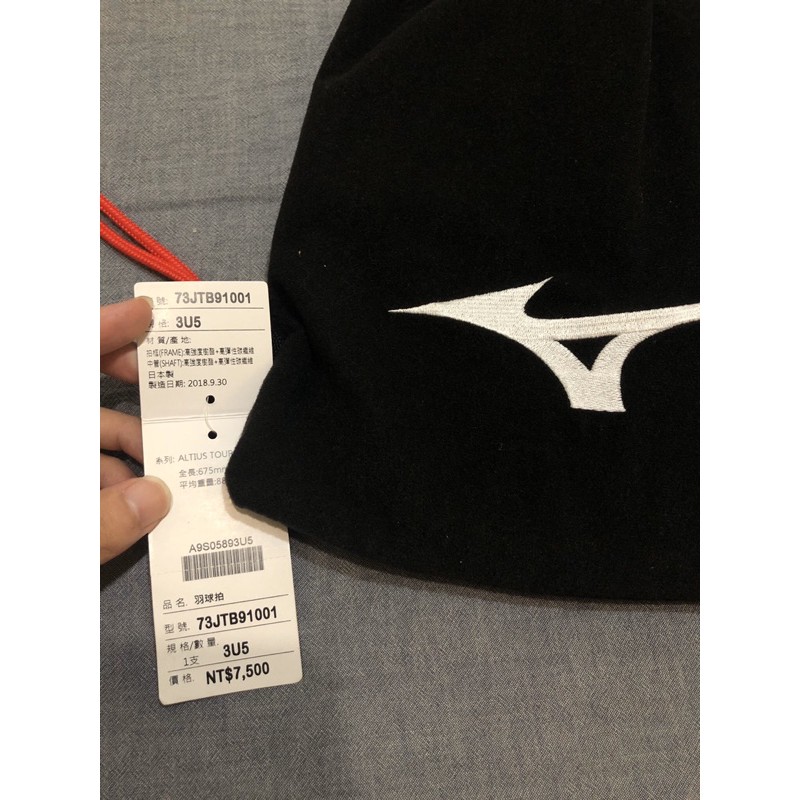 號: 73JTB91001
格: 3U5
材 質/產 地:
拍框(FRAME):高強度樹酯+高彈性碳纖維
中管(SHAFT):高強度樹酯+高彈性碳纖維
日本製
製造日期: 2018.9.30
系列: ALTIUS TOUR
全長:675mm
平均重量:88
A9S05893U5
品 名. 羽球拍
型 號. 73JTB91001
規 格/數 量. 3U5
1支
價 格. NT$7,500